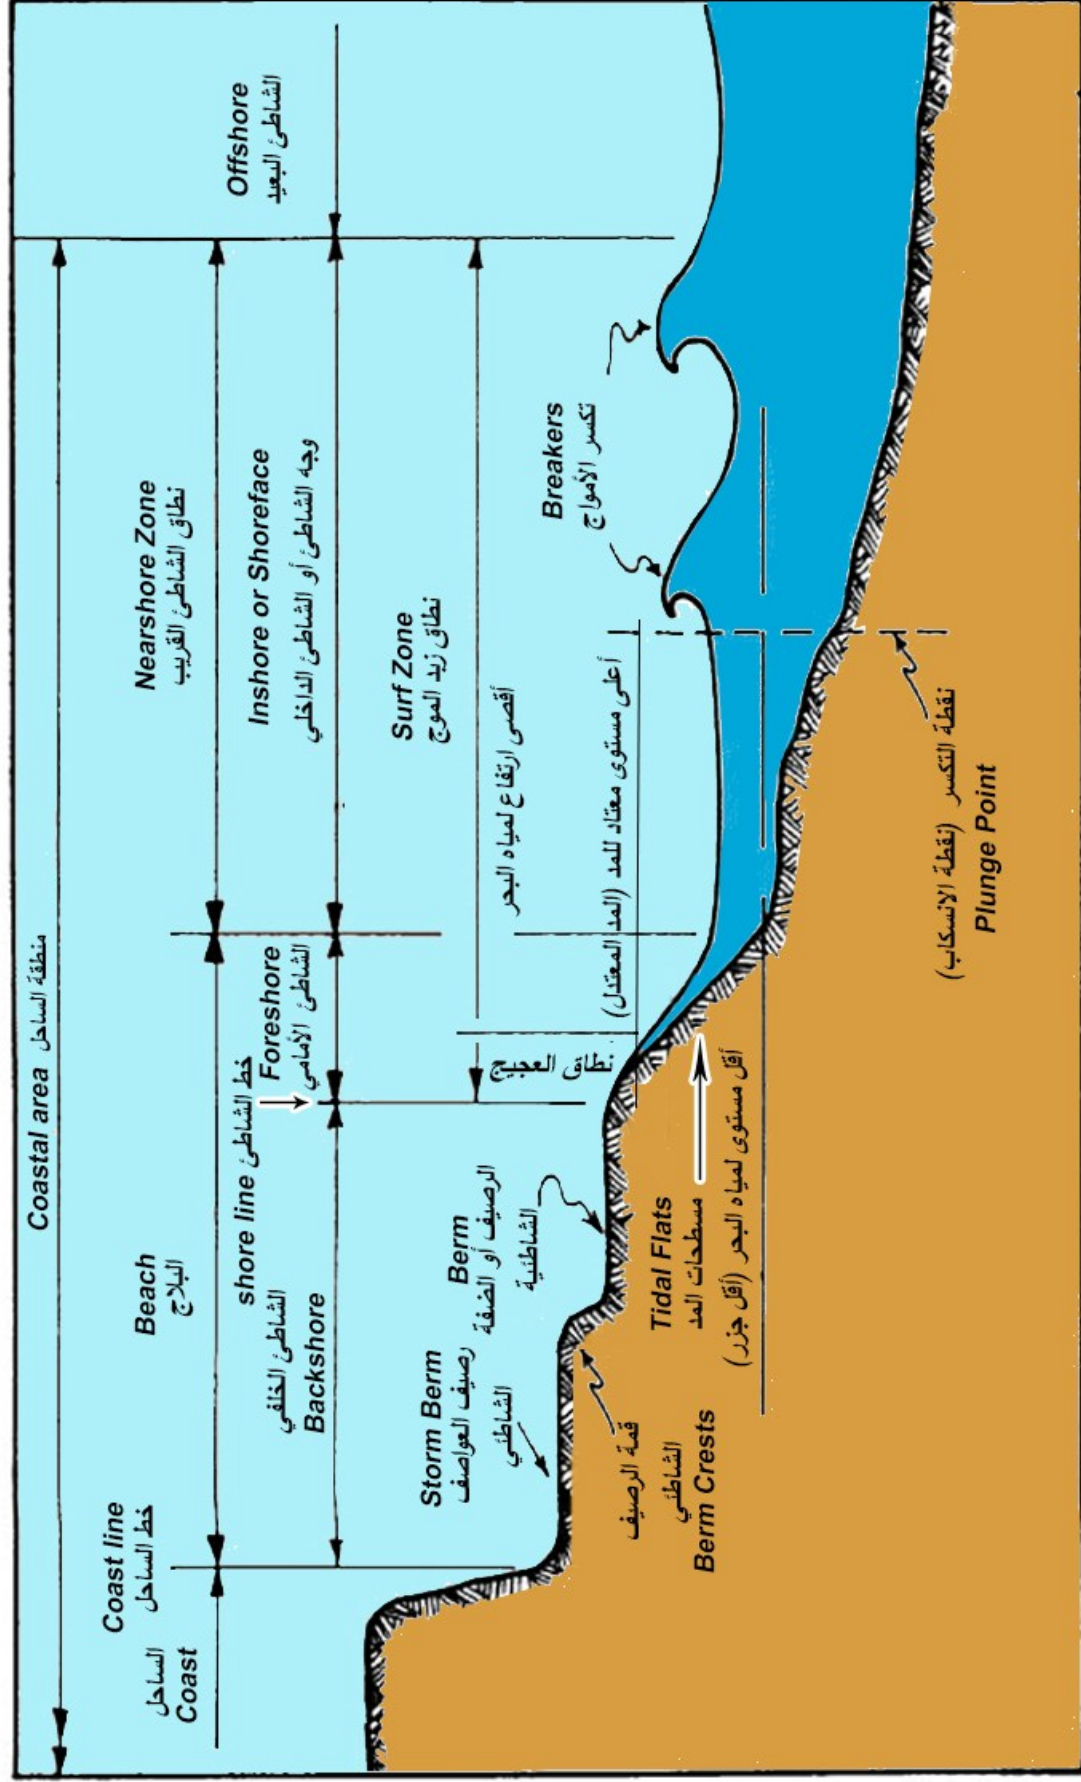 Coastal area منطقة الساحل
Coast line
خط الساحل
الساحل
Coast
Beach
البلاج
Nearshore Zone
نطاق الشاطئ القريب
Offshore
الشاطئ البعيد
shore line خط الشاطئ
الشاطئ الخلفي
Backshore
Foreshore
الشاطئ الأمامي
Inshore or Shoreface
وجه الشاطئ أو الشاطئ الداخلي
Surf Zone
نطاق زبد الموج
Storm Berm
رصيف العواصف
الشاطئي
Berm
الرصيف أو الضفة
الشاطئية
نطاق العجيج
أقصى ارتفاع لمياه البحر
أعلى مستوى معتاد للمد (المد المعتدل)
Breakers
تكسر الأمواج
قمة الرصيف
الشاطئي
Berm Crests
Tidal Flats
مسطحات المد
أقل مستوى لمياه البحر (أقل جزر)
نقطة التكسر (نقطة الانسكاب)
Plunge Point